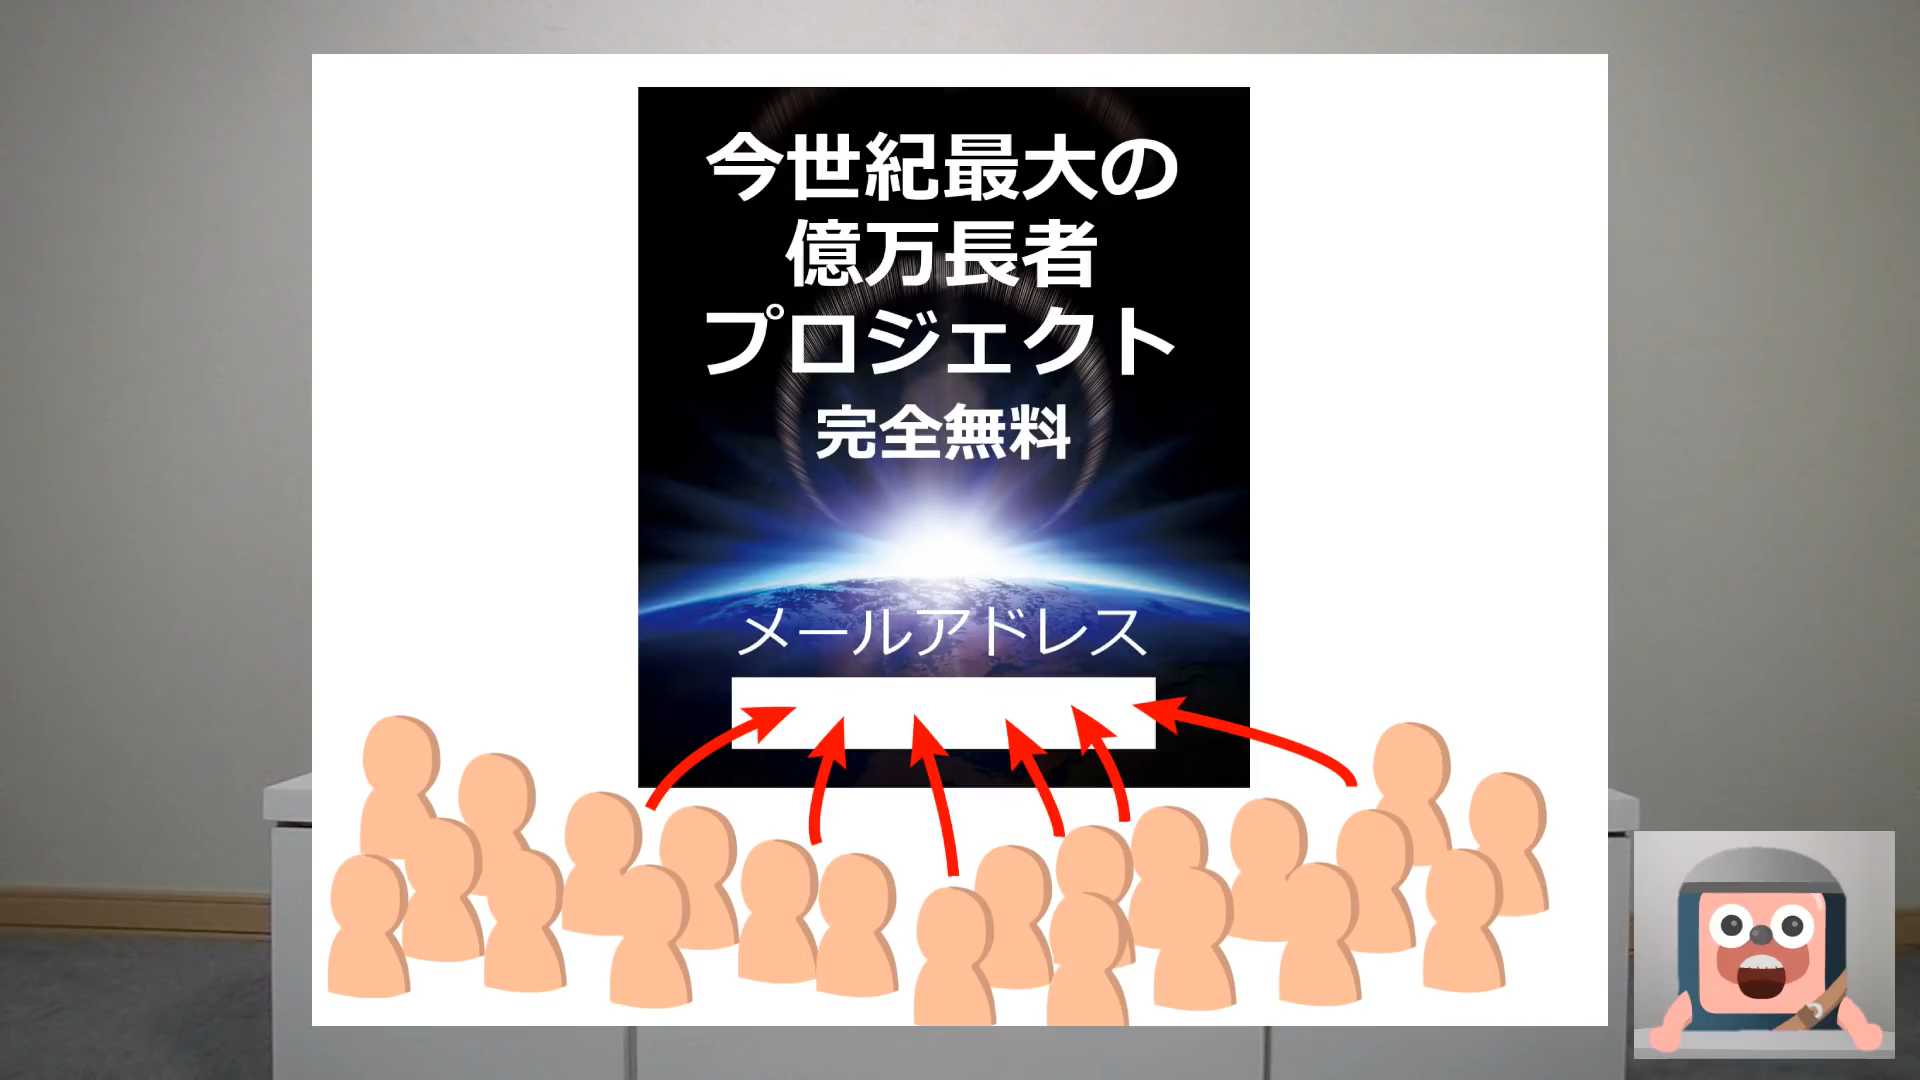 今世紀最大の
億万長者
プロジェクト
完全無料
メールアドレス